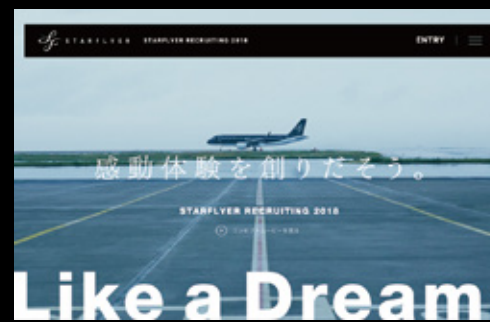 STARFLYER STARFLYER RECRUITING 2018 ENTRY
感動体験を創りだそう。
STARFLYER RECRUITING 2018
Like a Dream